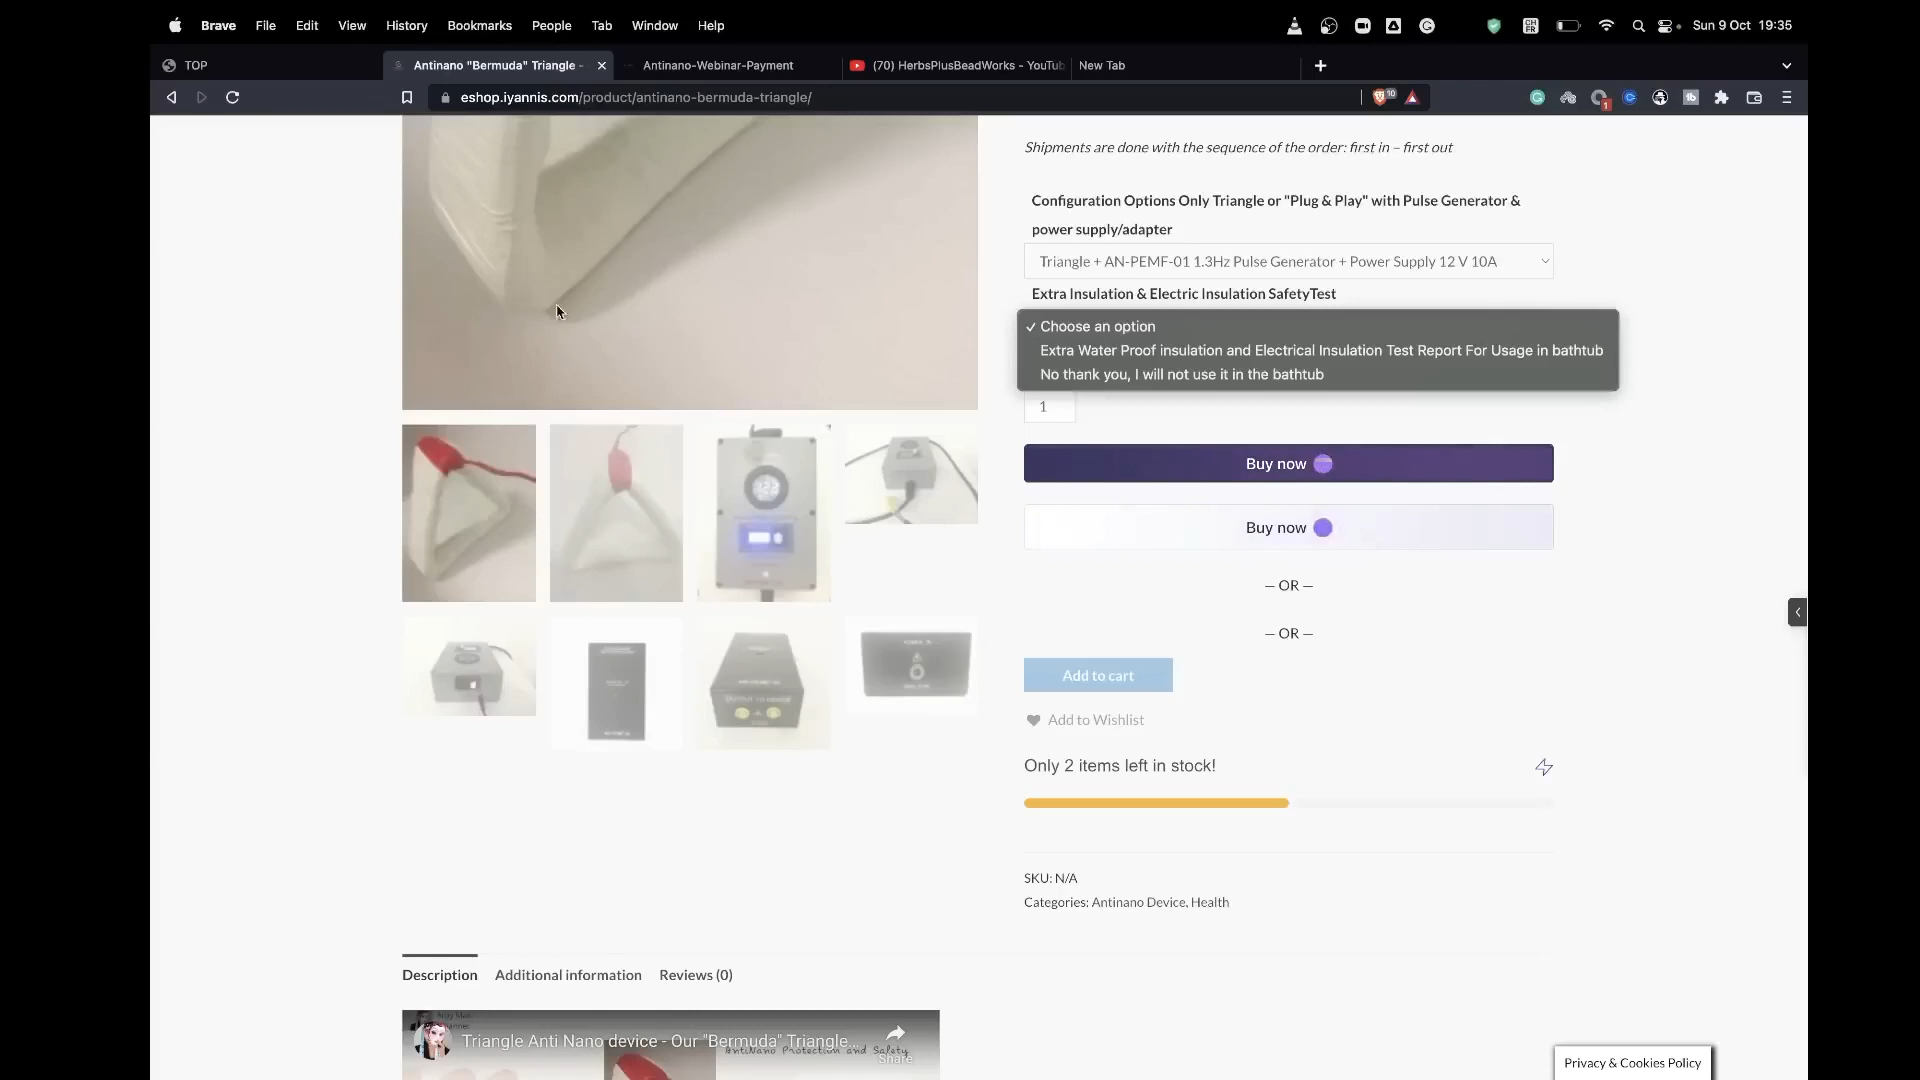 Brave File Edit View History Bookmarks People Tab Window Help
Sun 9 Oct 19:35
TOP
Antinano "Bermuda" Triangle -
Antinano-Webinar-Payment
(70) HerbsPlusBeadWorks - YouTub
New Tab
eshop.iyannis.com/product/antinano-bermuda-triangle/
10
1
Shipments are done with the sequence of the order: first in – first out
Configuration Options Only Triangle or "Plug & Play" with Pulse Generator &
power supply/adapter
Triangle + AN-PEMF-01 1.3Hz Pulse Generator + Power Supply 12 V 10A
Extra Insulation & Electric Insulation SafetyTest
✓ Choose an option
Extra Water Proof insulation and Electrical Insulation Test Report For Usage in bathtub
No thank you, I will not use it in the bathtub
1
Buy now
Buy now
— OR —
— OR —
Add to cart
Add to Wishlist
Only 2 items left in stock!
SKU: N/A
Categories: Antinano Device, Health
Description Additional information Reviews (0)
Triangle Anti Nano device - Our "Bermuda" Triangle...
AntiNano Protection and Safety
Share
Privacy & Cookies Policy